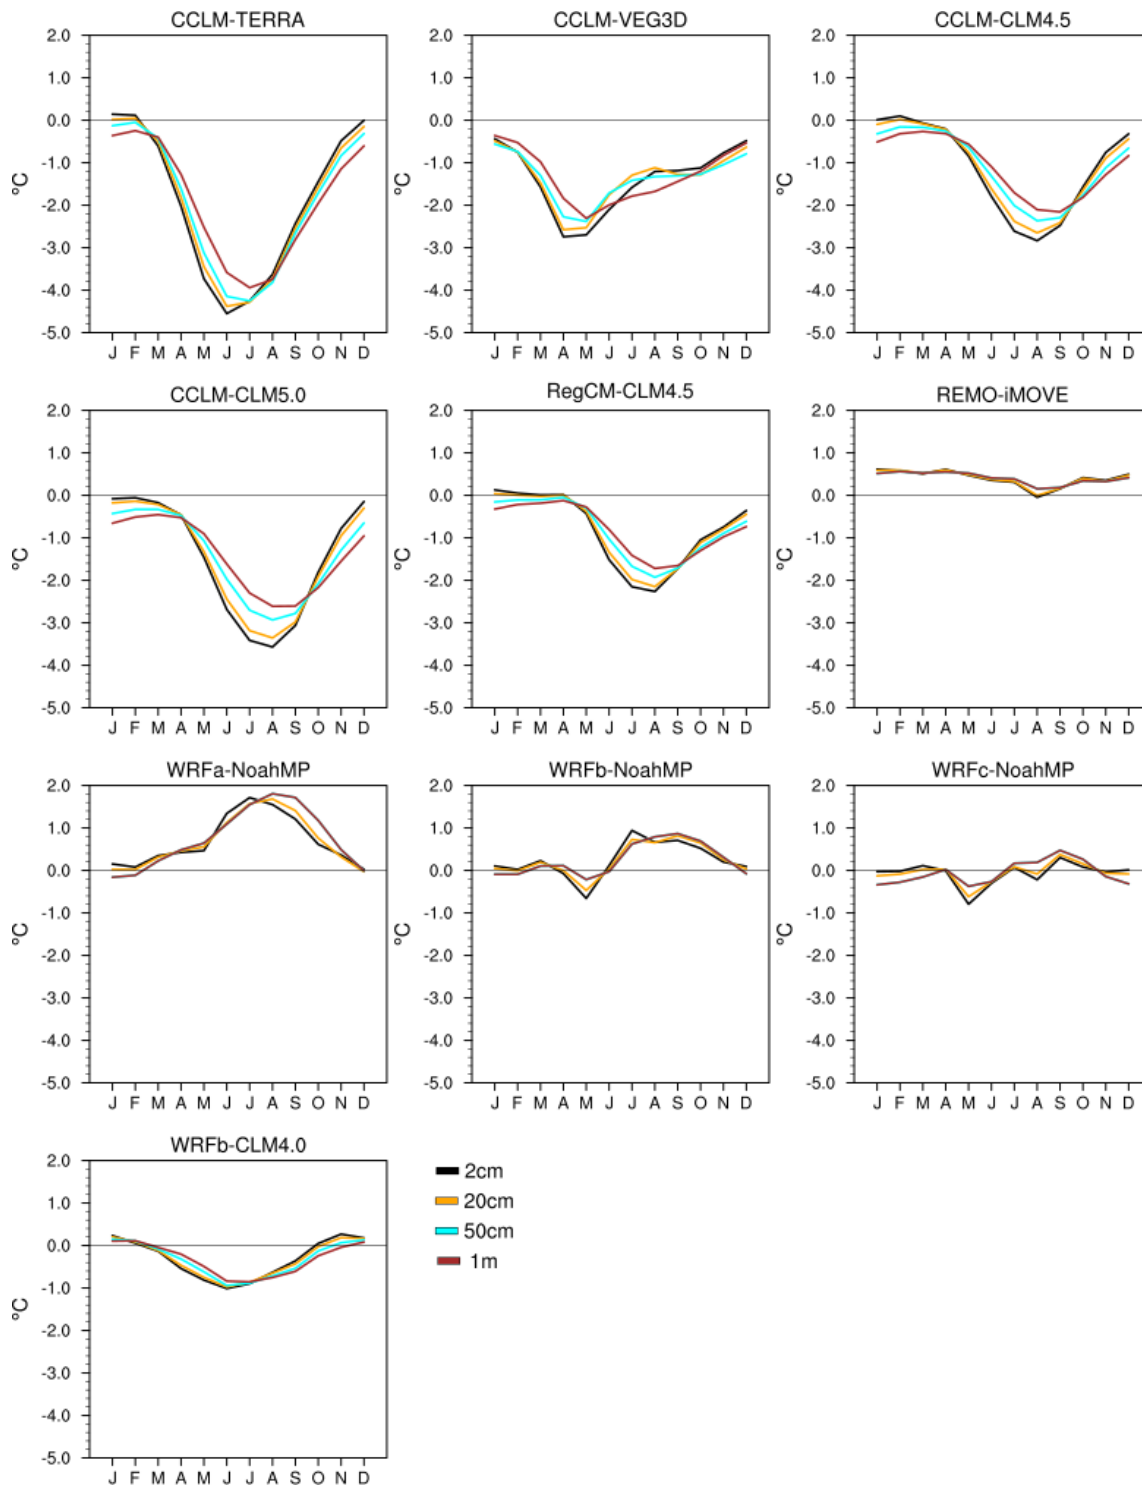 CCLM-TERRA CCLM-VEG3D CCLM-CLM4.5
2.0 2.0 2.0
1.0 1.0 1.0
0.0 0.0 0.0
-1.0 -1.0 -1.0
°C °C °C
-2.0 -2.0 -2.0
-3.0 -3.0 -3.0
-4.0 -4.0 -4.0
-5.0 -5.0 -5.0
J F M A M J J A S O N D J F M A M J J A S O N D J F M A M J J A S O N D
CCLM-CLM5.0 RegCM-CLM4.5 REMO-iMOVE
2.0 2.0 2.0
1.0 1.0 1.0
0.0 0.0 0.0
-1.0 -1.0 -1.0
°C °C °C
-2.0 -2.0 -2.0
-3.0 -3.0 -3.0
-4.0 -4.0 -4.0
-5.0 -5.0 -5.0
J F M A M J J A S O N D J F M A M J J A S O N D J F M A M J J A S O N D
WRFa-NoahMP WRFb-NoahMP WRFc-NoahMP
2.0 2.0 2.0
1.0 1.0 1.0
0.0 0.0 0.0
-1.0 -1.0 -1.0
°C °C °C
-2.0 -2.0 -2.0
-3.0 -3.0 -3.0
-4.0 -4.0 -4.0
-5.0 -5.0 -5.0
J F M A M J J A S O N D J F M A M J J A S O N D J F M A M J J A S O N D
WRFb-CLM4.0
2.0
1.0
0.0
-1.0
°C
-2.0
-3.0
-4.0
-5.0
J F M A M J J A S O N D
2cm
20cm
50cm
1m